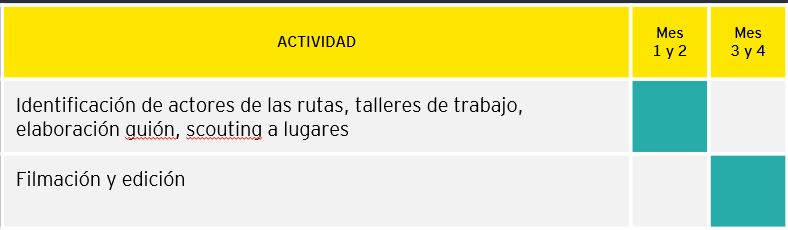 ACTIVIDAD
Mes
1 y 2
Mes
3 y 4
Identificación de actores de las rutas, talleres de trabajo,
elaboración guión, scouting a lugares
Filmación y edición